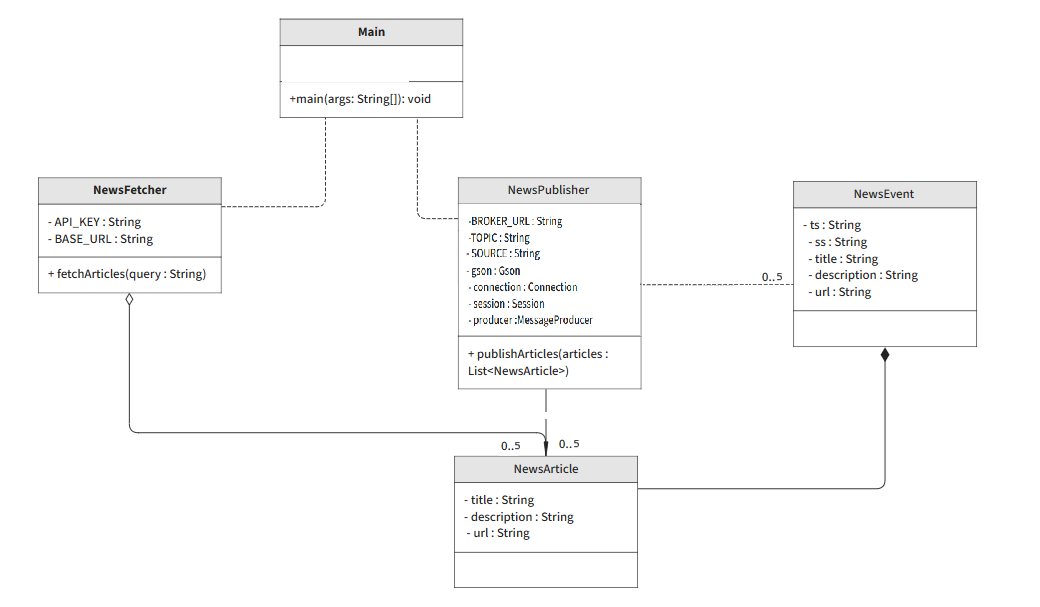 Main
+main(args: String[]): void
NewsFetcher
- API_KEY : String
- BASE_URL : String
+ fetchArticles(query : String)
NewsPublisher
-BROKER_URL : String
-TOPIC : String
- SOURCE : String
- gson : Gson
- connection : Connection
- session : Session
- producer :MessageProducer
+ publishArticles(articles :
List<NewsArticle>)
NewsEvent
- ts : String
- ss : String
- title : String
- description : String
- url : String
0..5
0..5
0..5
NewsArticle
- title : String
- description : String
- url : String